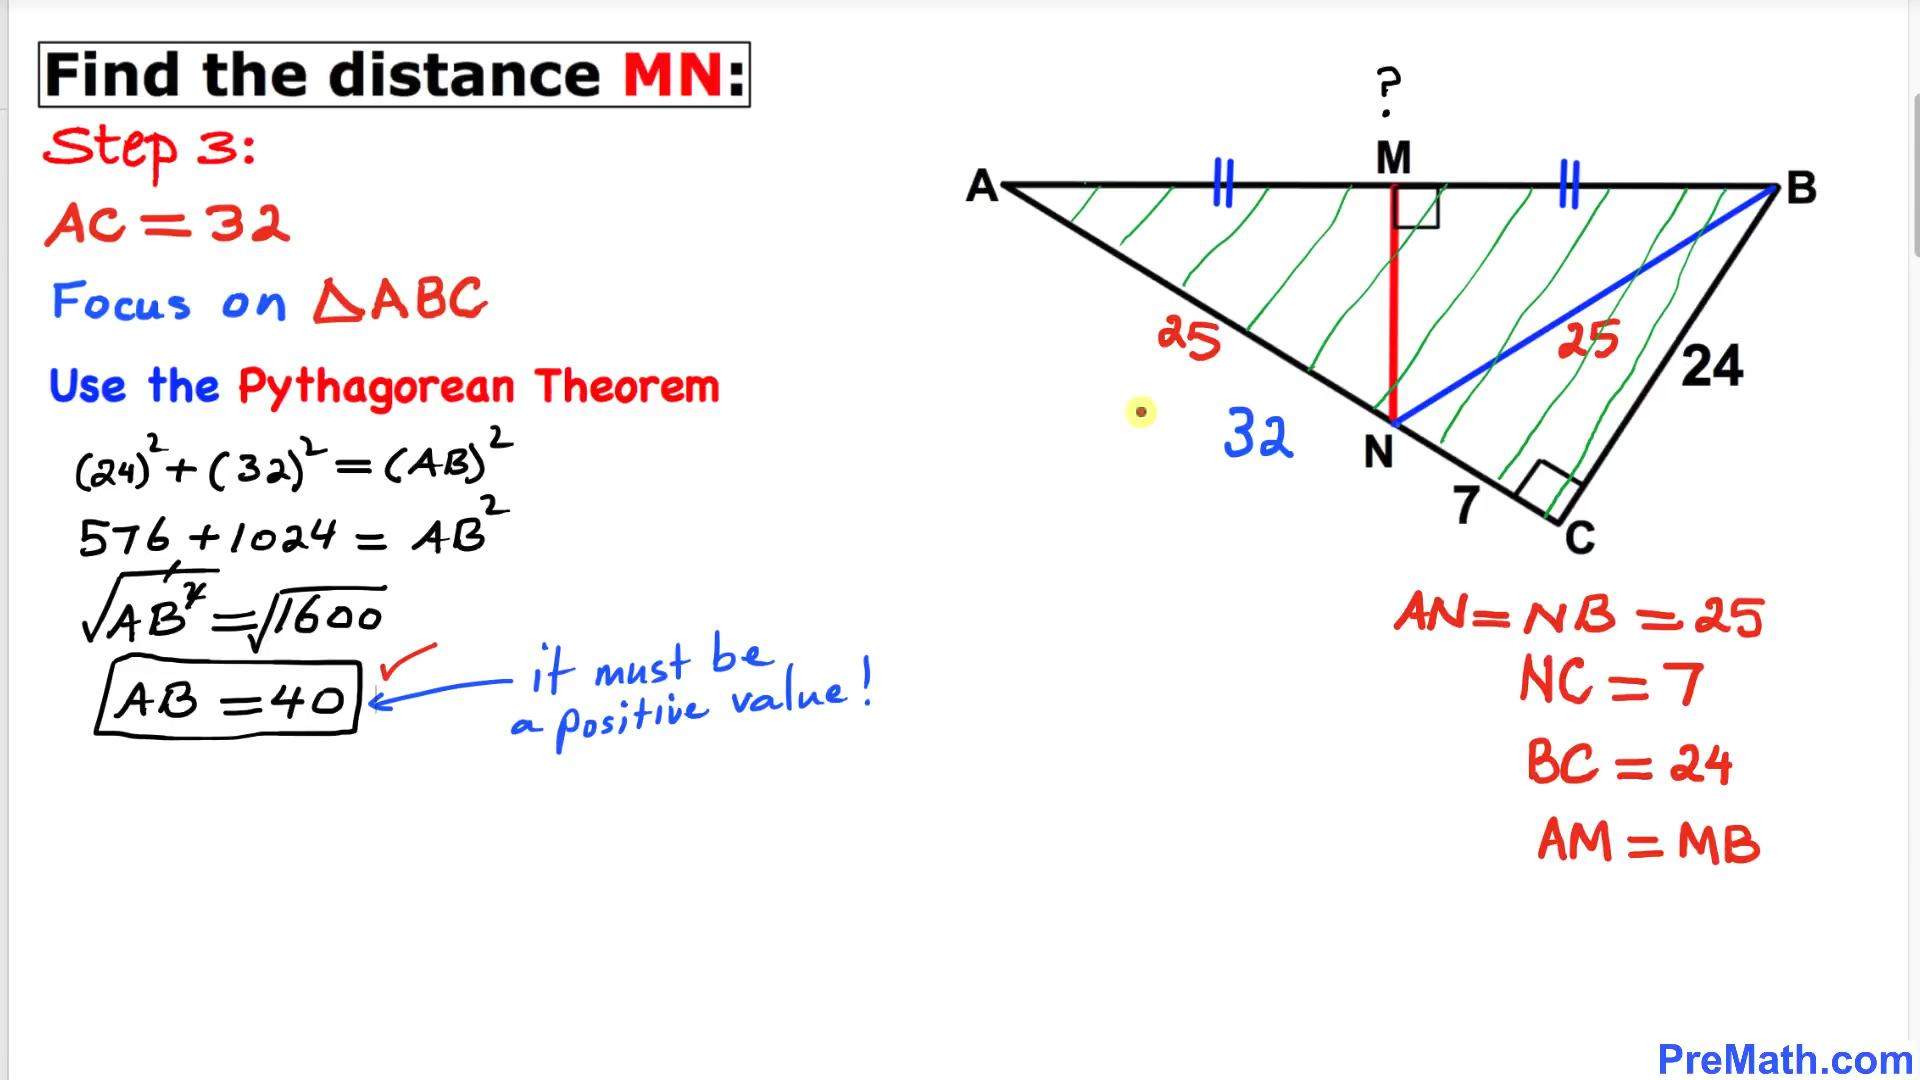 Find the distance MN:
Step 3:
AC = 32
Focus on △ABC
Use the Pythagorean Theorem
(24)² + (32)² = (AB)²
576 + 1024 = AB²
√AB² = √1600
AB = 40 ✓
it must be
a positive value!
?
M
A
B
25
25
24
32
N
7
C
AN = NB = 25
NC = 7
BC = 24
AM = MB
PreMath.com